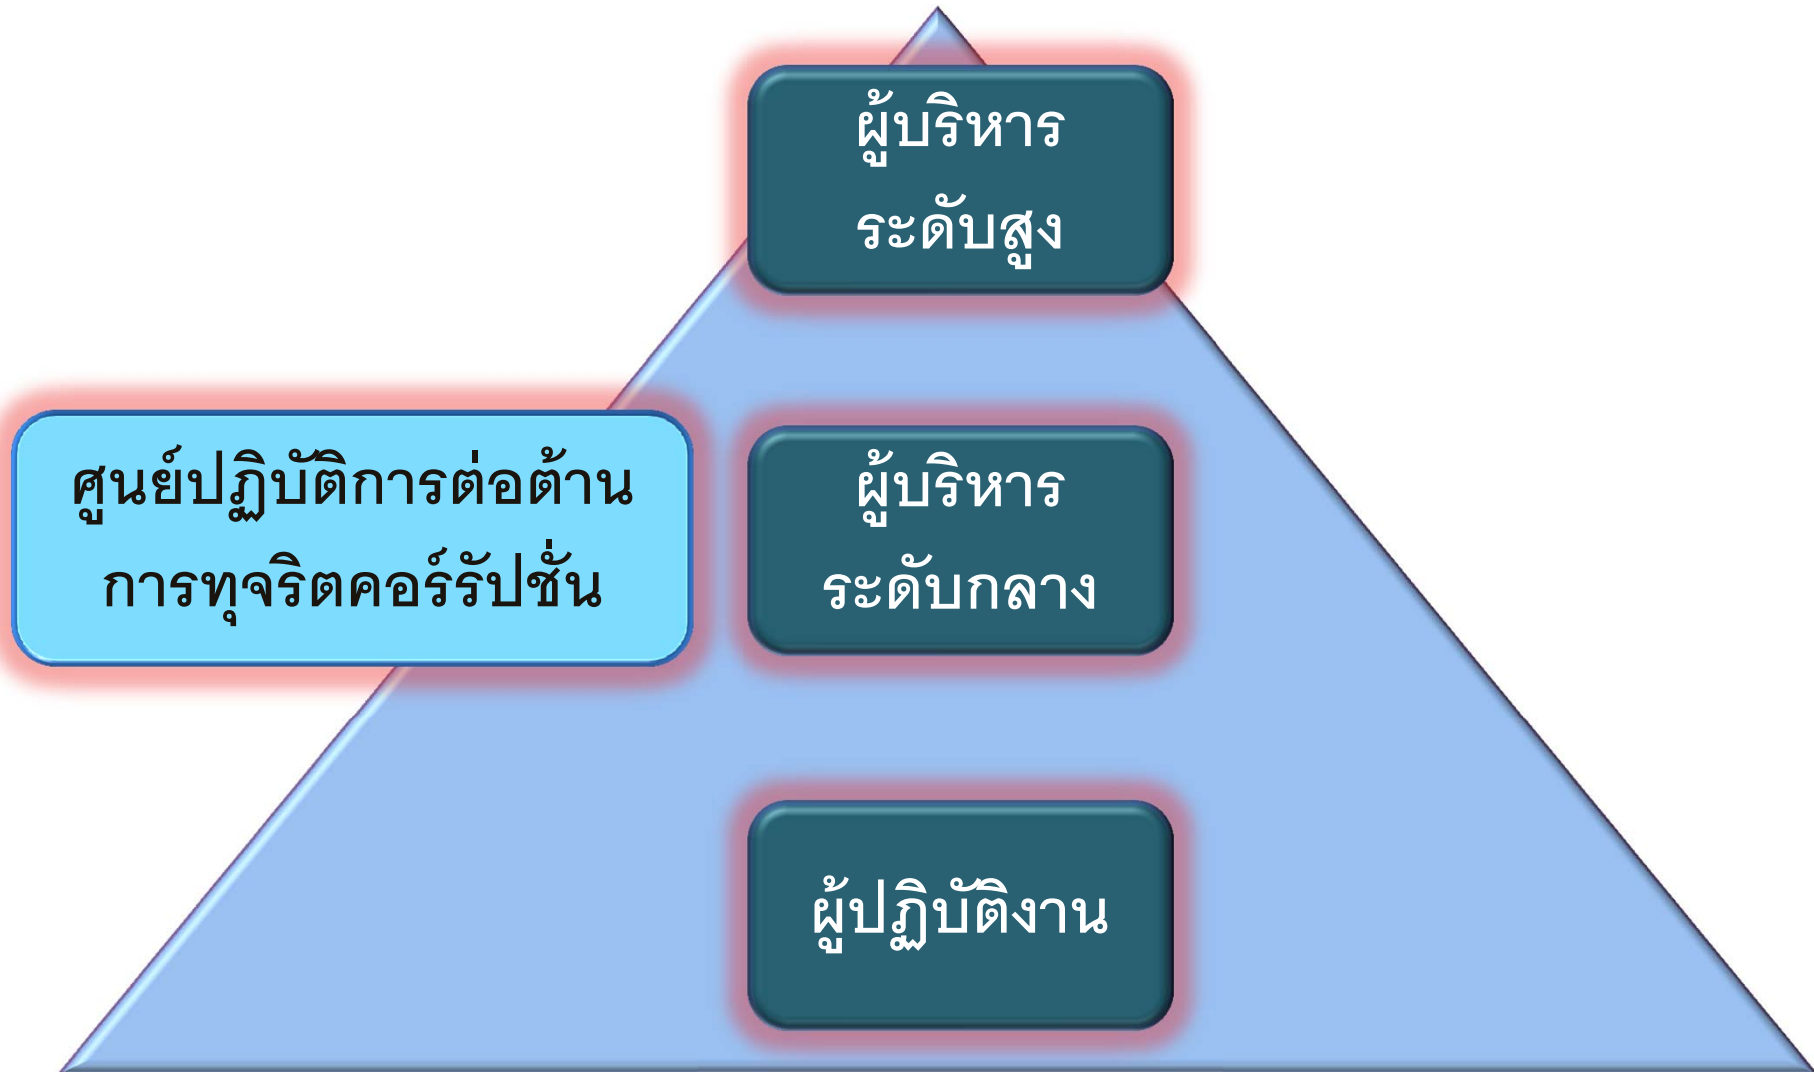 ผู้บริหาร
ระดับสูง
ศูนย์ปฏิบัติการต่อต้าน
การทุจริตคอร์รัปชั่น
ผู้บริหาร
ระดับกลาง
ผู้ปฏิบัติงาน